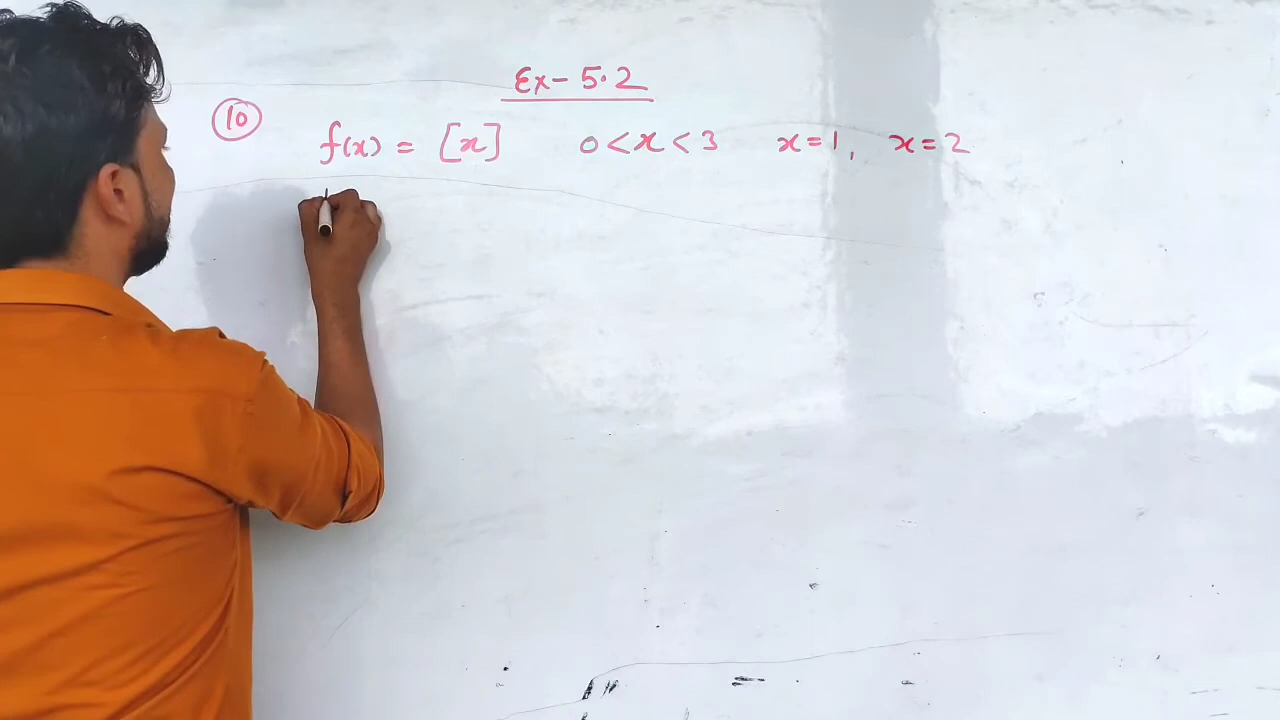 Ex - 5.2
10 f(x) = [x] 0 < x < 3 x = 1, x = 2